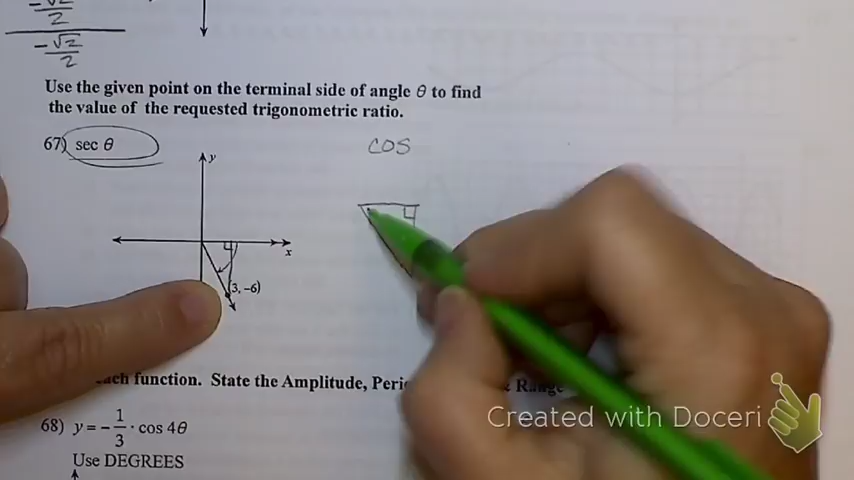 -√2
2
-√2
2
Use the given point on the terminal side of angle θ to find
the value of the requested trigonometric ratio.
67) sec θ
cos
y
x
(3, -6)
each function. State the Amplitude, Range
68) y = - 1/3 · cos 4θ
Use DEGREES
Created with Doceri